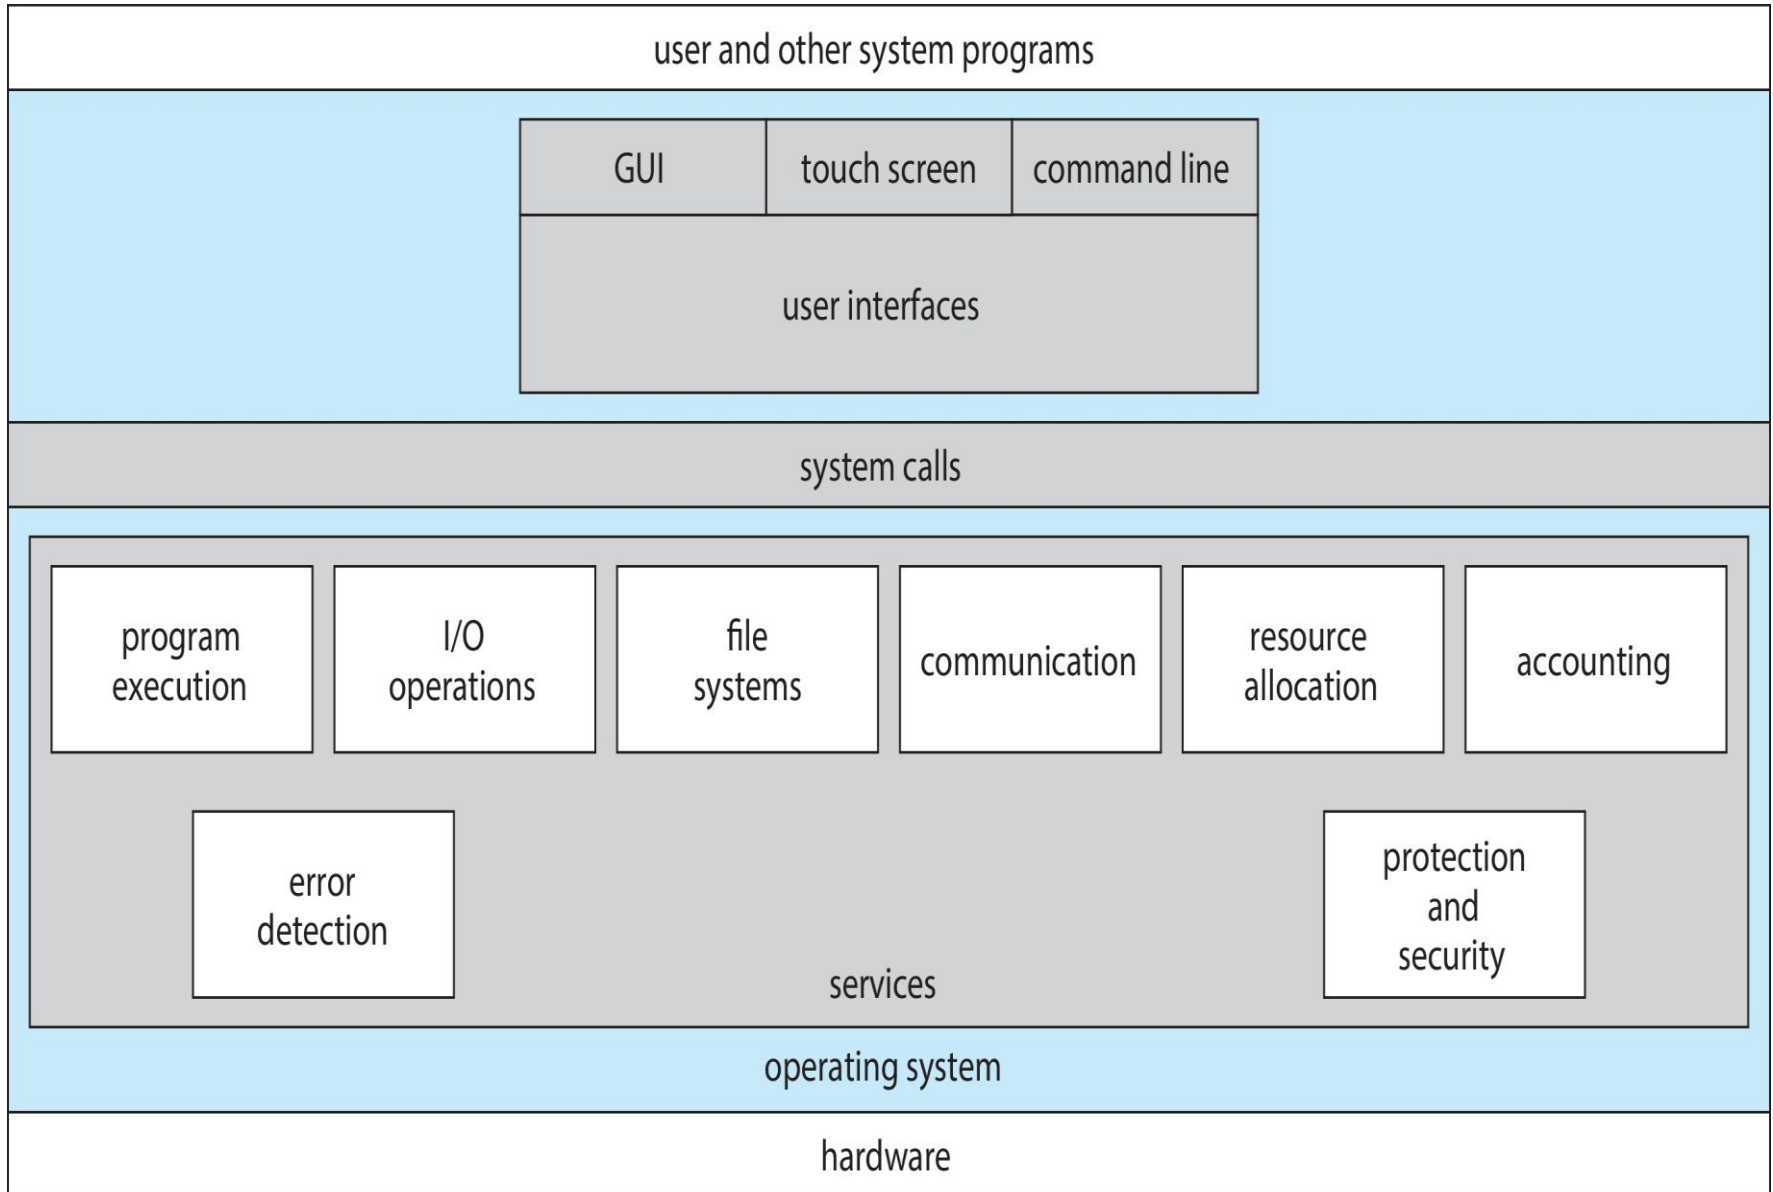 user and other system programs
GUI
touch screen
command line
user interfaces
system calls
program
execution
I/O
operations
file
systems
communication
resource
allocation
accounting
error
detection
protection
and
security
services
operating system
hardware